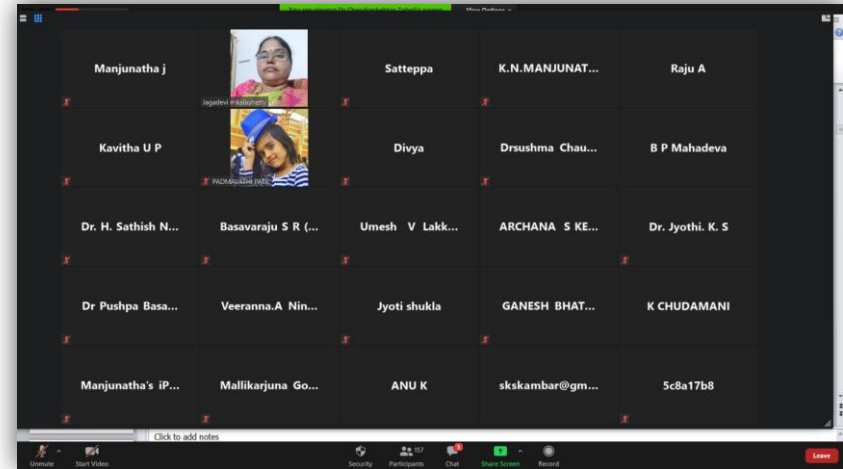 Manjunatha j
Jagadevi
Satteppa
K.N.MANJUNAT...
Raju A
Kavitha U P
PADMAVATHI PATIL
Divya
Drsushma Chau...
B P Mahadeva
Dr. H. Sathish N...
Basavaraju S R (...
Umesh V Lakk...
ARCHANA S KE...
Dr. Jyothi. K. S
Dr Pushpa Basa...
Veeranna.A Nin...
Jyoti shukla
GANESH BHAT...
K CHUDAMANI
Manjunatha's iP...
Mallikarjuna Go...
ANU K
skskambar@gm...
5c8a17b8
Click to add notes
Unmute
Start Video
Security
Participants
157
Chat
Share Screen
Record
Leave